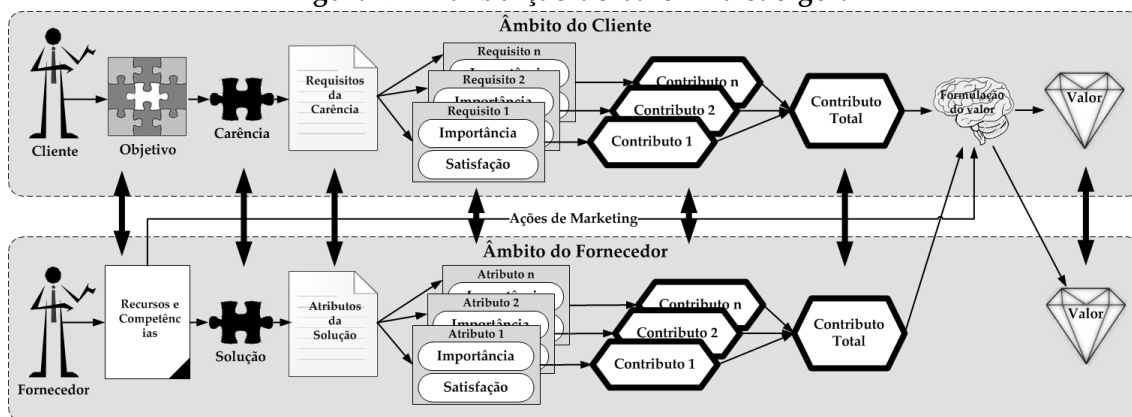 Âmbito do Cliente
Cliente
Objetivo
Carência
Requisitos
da
Carência
Requisito n
Importância
Requisito 2
Importância
Requisito 1
Importância
Satisfação
Contributo n
Contributo 2
Contributo 1
Contributo
Total
Formulação
do valor
Valor
Ações de Marketing
Âmbito do Fornecedor
Fornecedor
Recursos e
Competênc
ias
Solução
Atributos
da
Solução
Atributo n
Importância
Atributo 2
Importância
Atributo 1
Importância
Satisfação
Contributo n
Contributo 2
Contributo 1
Contributo
Total
Valor